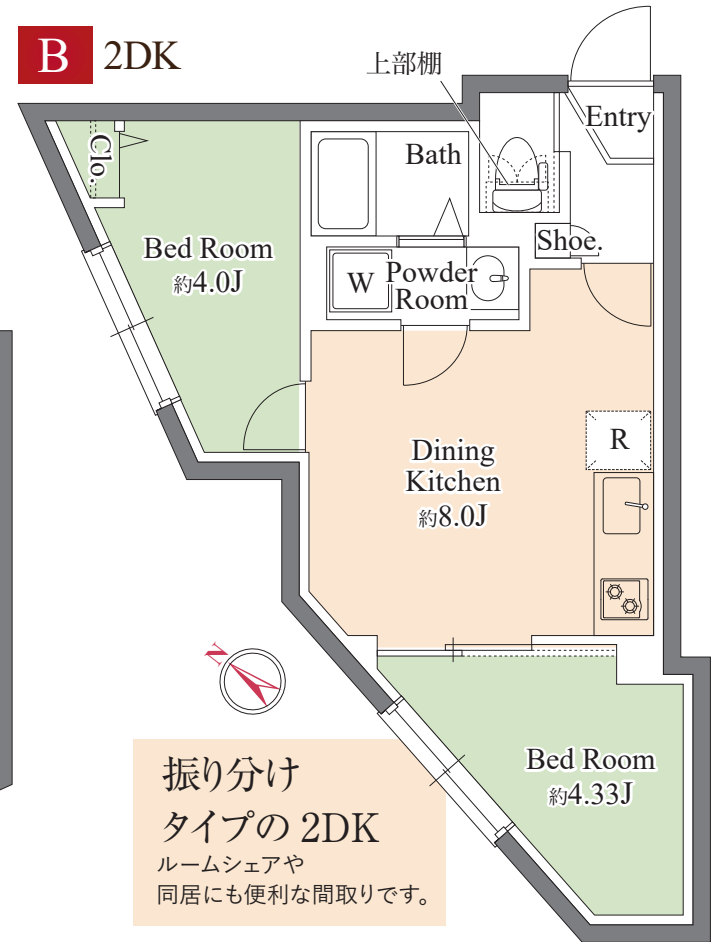 B 2DK
上部棚
Entry
Clo.
Bath
Bed Room
約4.0J
Shoe.
W
Powder
Room
R
Dining
Kitchen
約8.0J
N
Bed Room
約4.33J
振り分け
タイプの 2DK
ルームシェアや
同居にも便利な間取りです。